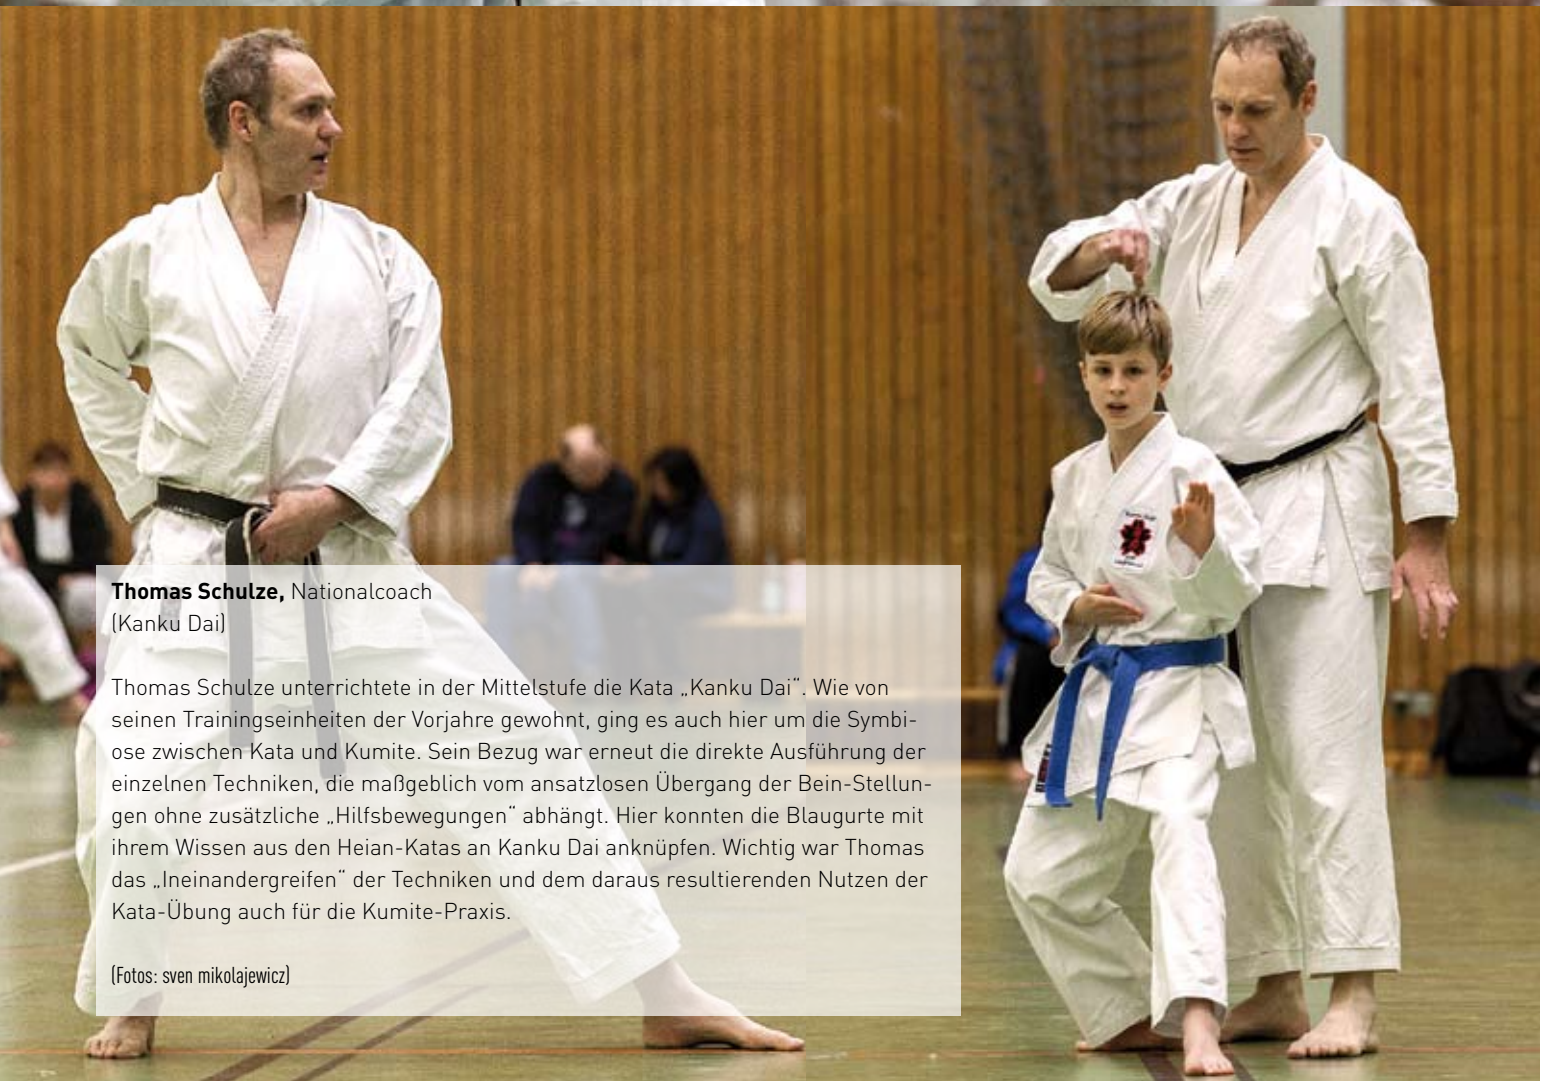 Thomas Schulze, Nationalcoach
(Kanku Dai)
Thomas Schulze unterrichtete in der Mittelstufe die Kata „Kanku Dai“. Wie von
seinen Trainingseinheiten der Vorjahre gewohnt, ging es auch hier um die Symbi-
ose zwischen Kata und Kumite. Sein Bezug war erneut die direkte Ausführung der
einzelnen Techniken, die maßgeblich vom ansatzlosen Übergang der Bein-Stellun-
gen ohne zusätzliche „Hilfsbewegungen“ abhängt. Hier konnten die Blaugurte mit
ihrem Wissen aus den Heian-Katas an Kanku Dai anknüpfen. Wichtig war Thomas
das „Ineinandergreifen“ der Techniken und dem daraus resultierenden Nutzen der
Kata-Übung auch für die Kumite-Praxis.
(Fotos: sven mikolajewicz)